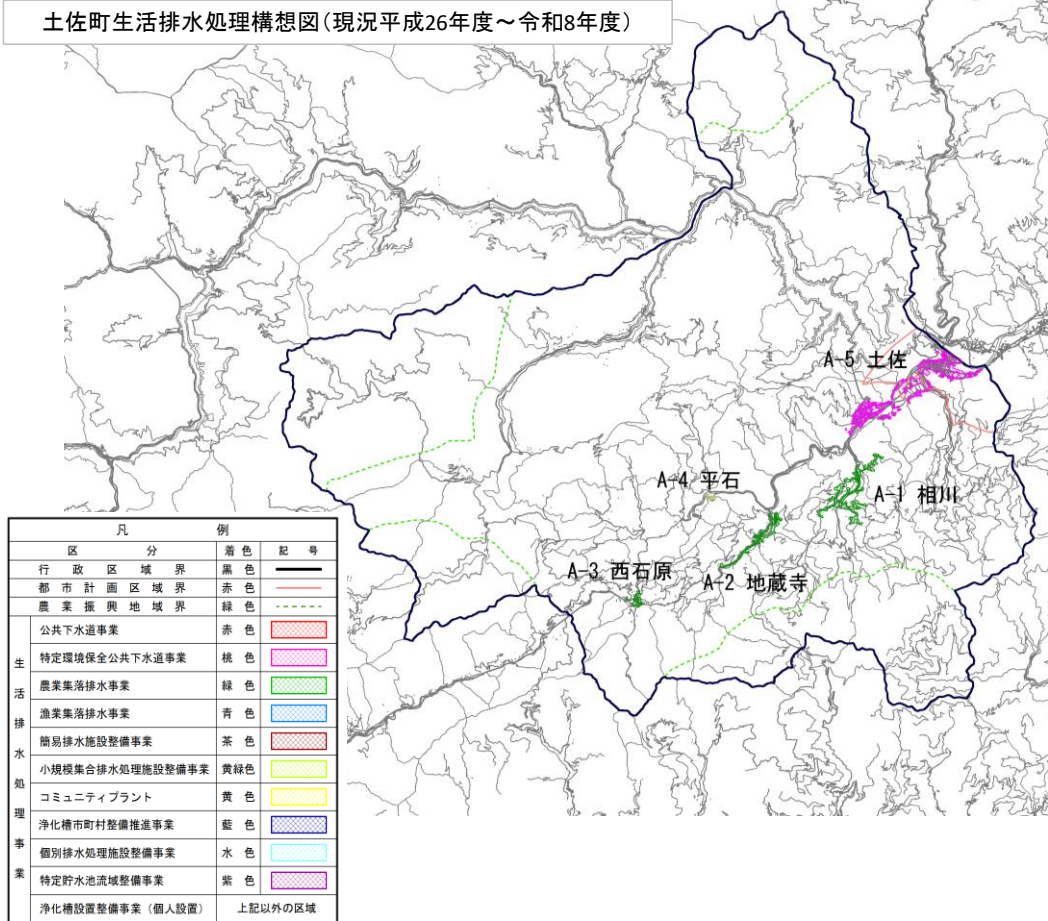 土佐町生活排水処理構想図(現況平成26年度～令和8年度)
A-5 土佐
A-4 平石
A-1 相川
A-3 西石原
A-2 地蔵寺
凡 例
区 分 着色 記号
行政区域界 黒色
都市計画区域界 赤色
農業振興地域界 緑色
生活排水処理事業
公共下水道事業 赤色
特定環境保全公共下水道事業 桃色
農業集落排水事業 緑色
漁業集落排水事業 青色
簡易排水施設整備事業 茶色
小規模集合排水処理施設整備事業 黄緑色
コミュニティプラント 黄色
浄化槽市町村整備推進事業 藍色
個別排水処理施設整備事業 水色
特定貯水池流域整備事業 紫色
浄化槽設置整備事業(個人設置) 上記以外の区域